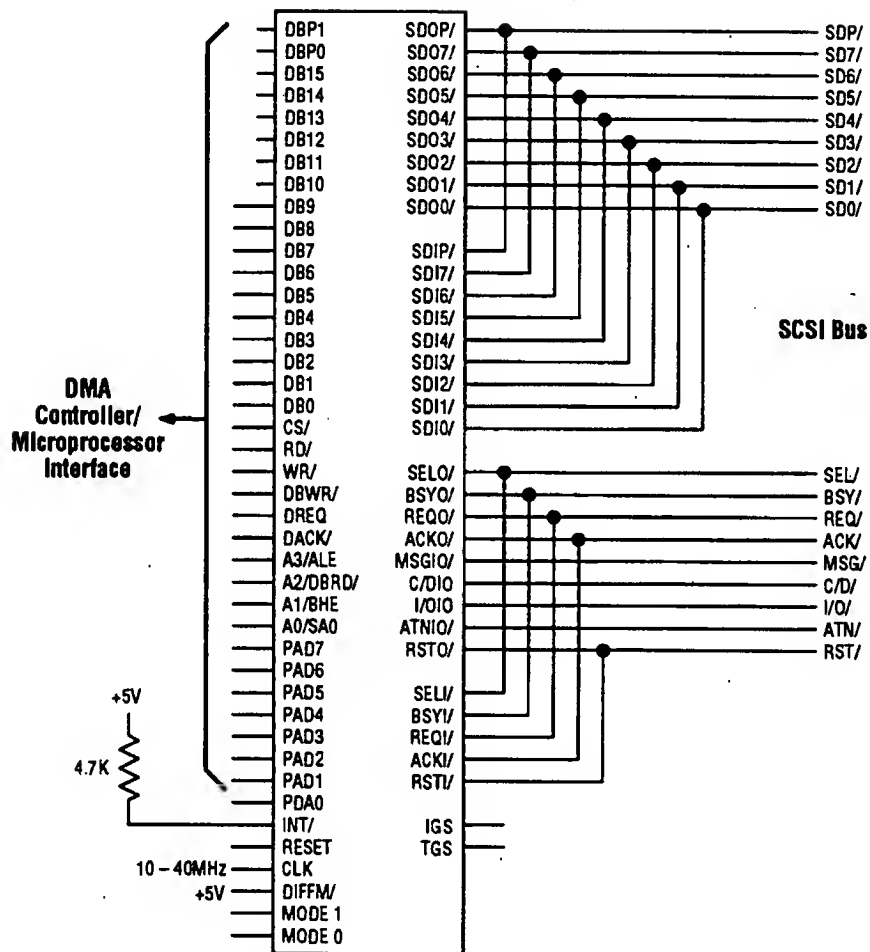 DBP1
DBP0
DB15
DB14
DB13
DB12
DB11
DB10
DB9
DB8
DB7
DB6
DB5
DB4
DB3
DB2
DB1
DB0
CS/
RD/
WR/
DBWR/
DREQ
DACK/
A3/ALE
A2/DBRD/
A1/BHE
A0/SA0
PAD7
PAD6
PAD5
PAD4
PAD3
PAD2
PAD1
PDA0
INT/
RESET
CLK
DIFFM/
MODE 1
MODE 0
DMA
Controller/
Microprocessor
Interface
+5V
4.7K
10 – 40MHz
+5V
SDOP/
SDO7/
SDO6/
SDO5/
SDO4/
SDO3/
SDO2/
SDO1/
SDO0/
SDIP/
SDI7/
SDI6/
SDI5/
SDI4/
SDI3/
SDI2/
SDI1/
SDI0/
SELO/
BSYO/
REQO/
ACKO/
MSGIO/
C/DIO
I/OIO
ATNIO/
RSTO/
SELI/
BSYI/
REQI/
ACKI/
RSTI/
IGS
TGS
SDP/
SD7/
SD6/
SD5/
SD4/
SD3/
SD2/
SD1/
SD0/
SCSI Bus
SEL/
BSY/
REQ/
ACK/
MSG/
C/D/
I/O/
ATN/
RST/